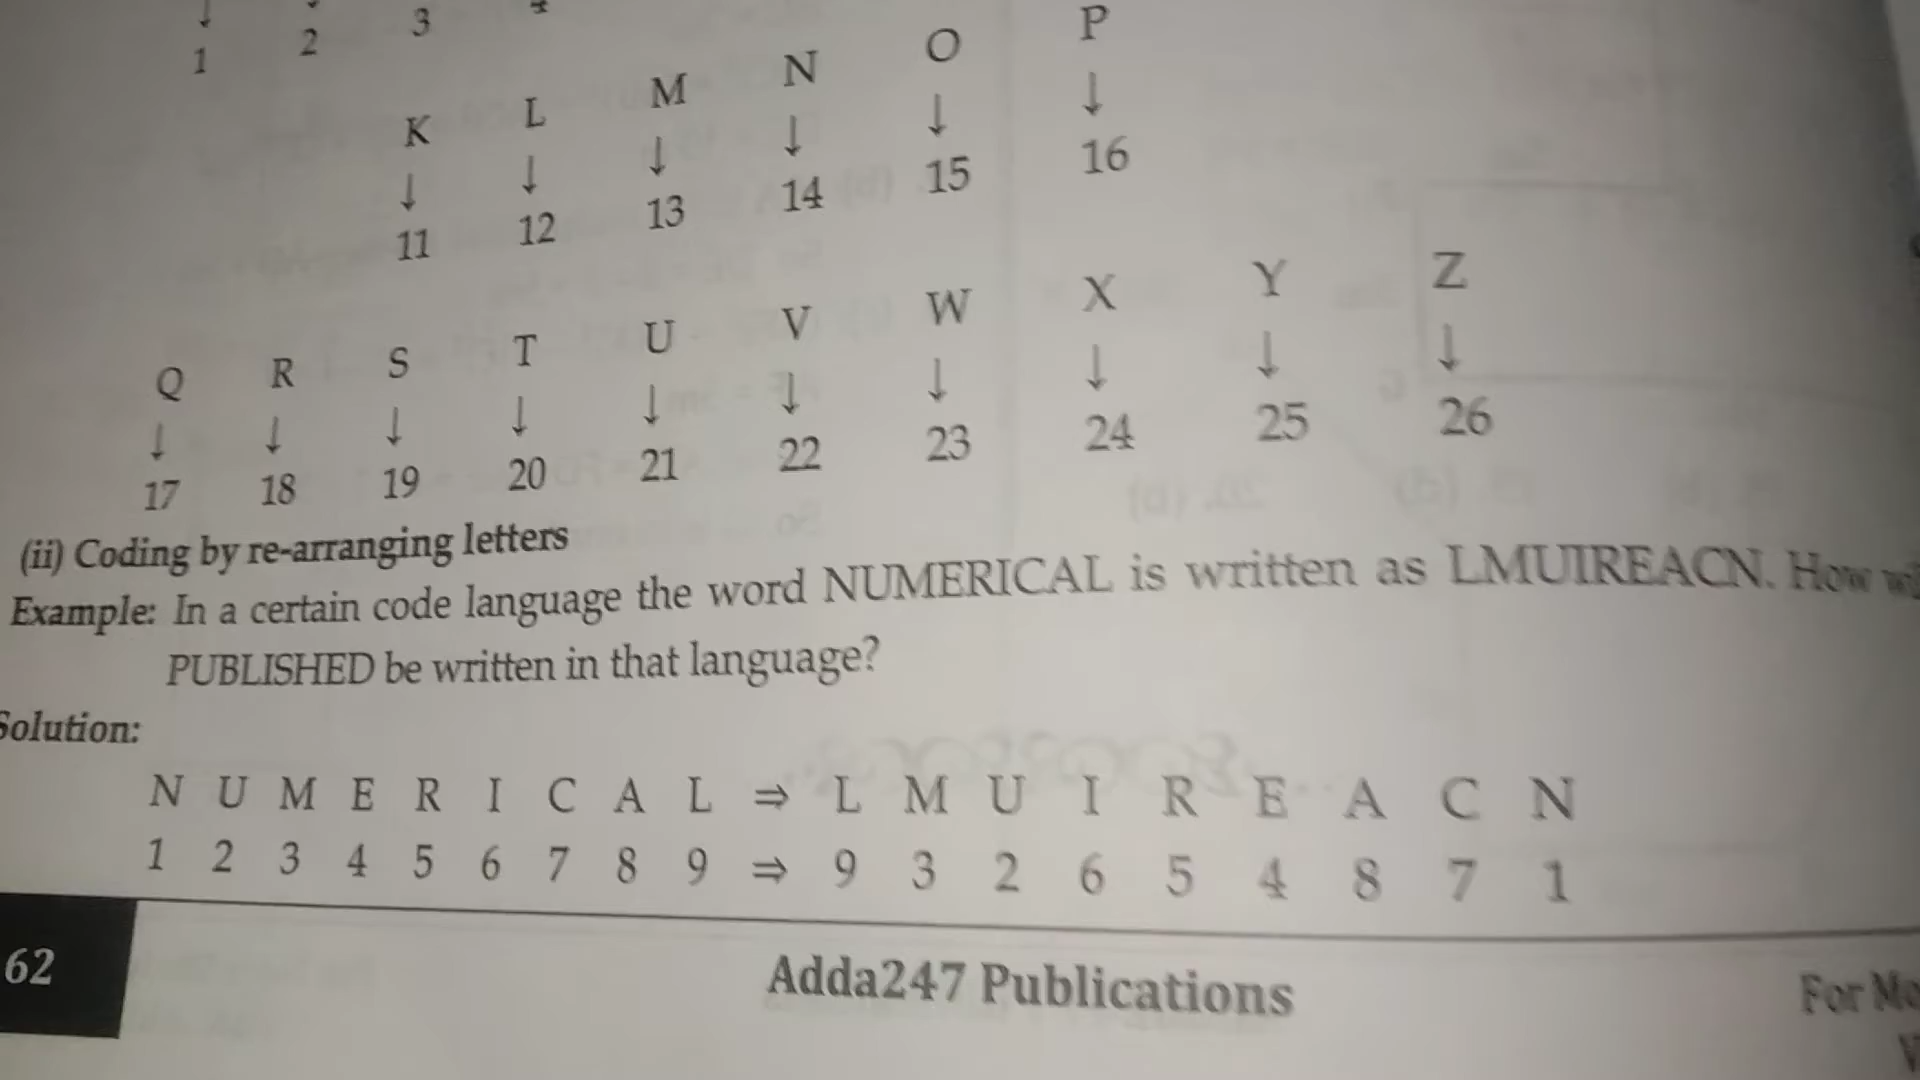 1 2 3
K L M N O P
↓ ↓ ↓ ↓ ↓ ↓
11 12 13 14 15 16
Q R S T U V W X Y Z
↓ ↓ ↓ ↓ ↓ ↓ ↓ ↓ ↓ ↓
17 18 19 20 21 22 23 24 25 26
(ii) Coding by re-arranging letters
Example: In a certain code language the word NUMERICAL is written as LMUIREACN. How
PUBLISHED be written in that language?
Solution:
N U M E R I C A L ⇒ L M U I R E A C N
1 2 3 4 5 6 7 8 9 ⇒ 9 3 2 6 5 4 8 7 1
62
Adda247 Publications
For